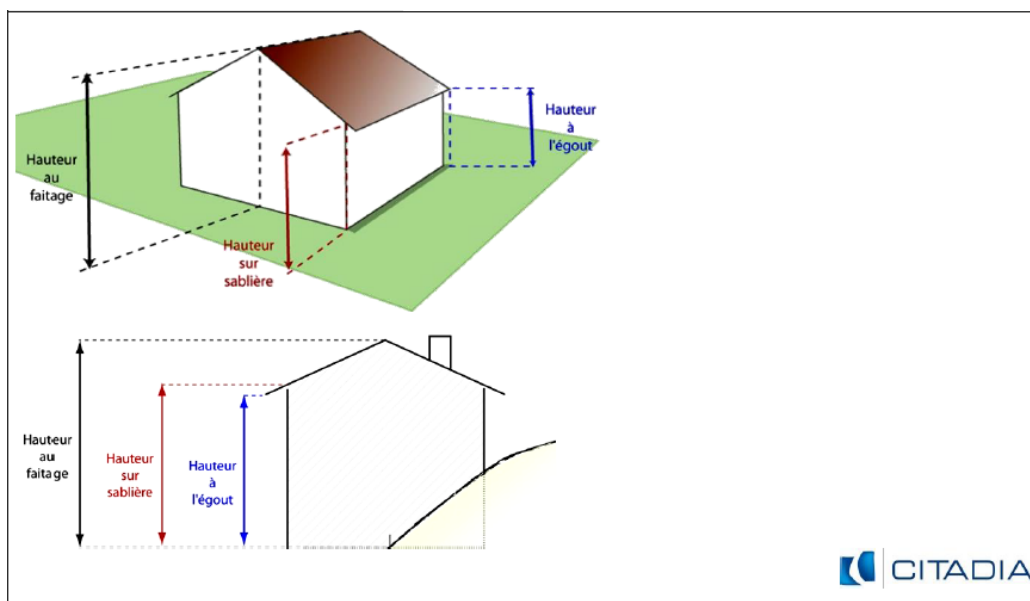 Hauteur
au
faitage
Hauteur
sur
sablière
Hauteur
à
l'égout
Hauteur
au
faitage
Hauteur
sur
sablière
Hauteur
à
l'égout
CITADIA